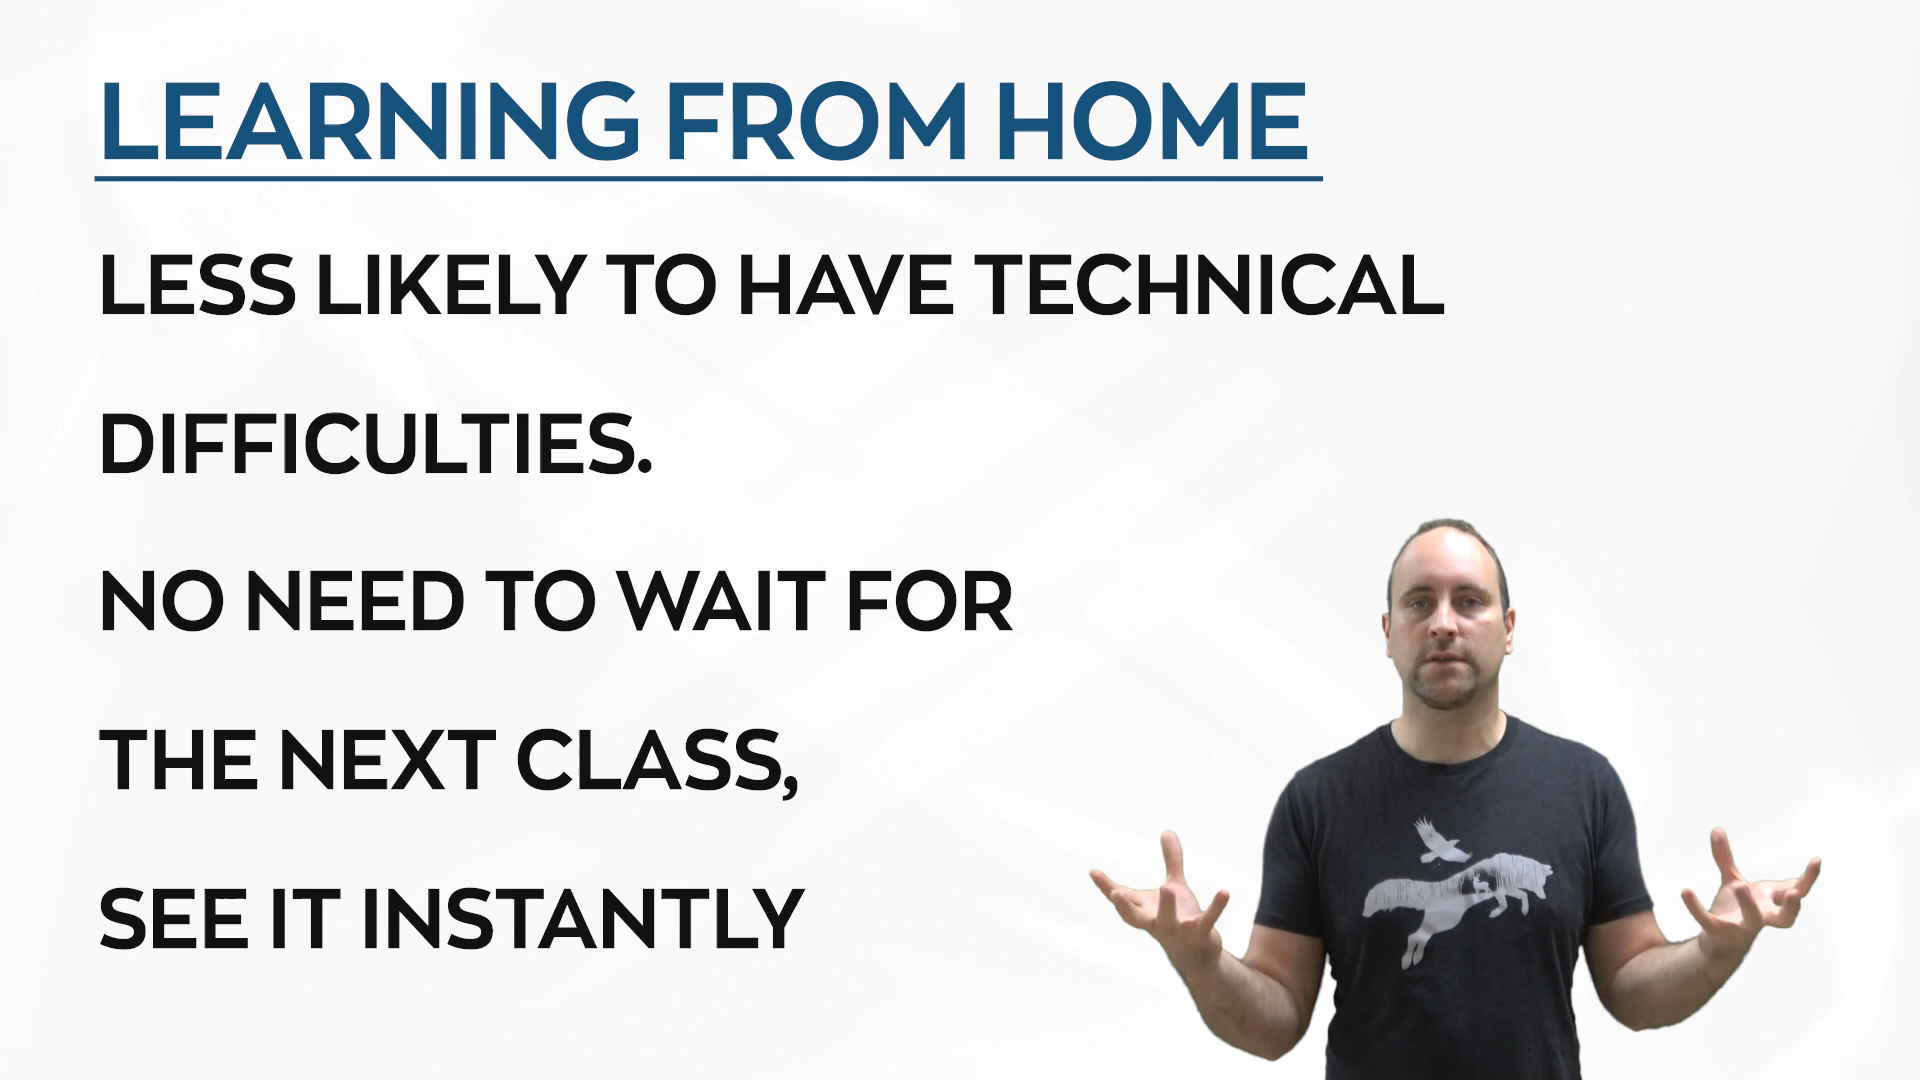 LEARNING FROM HOME
LESS LIKELY TO HAVE TECHNICAL
DIFFICULTIES.
NO NEED TO WAIT FOR
THE NEXT CLASS,
SEE IT INSTANTLY